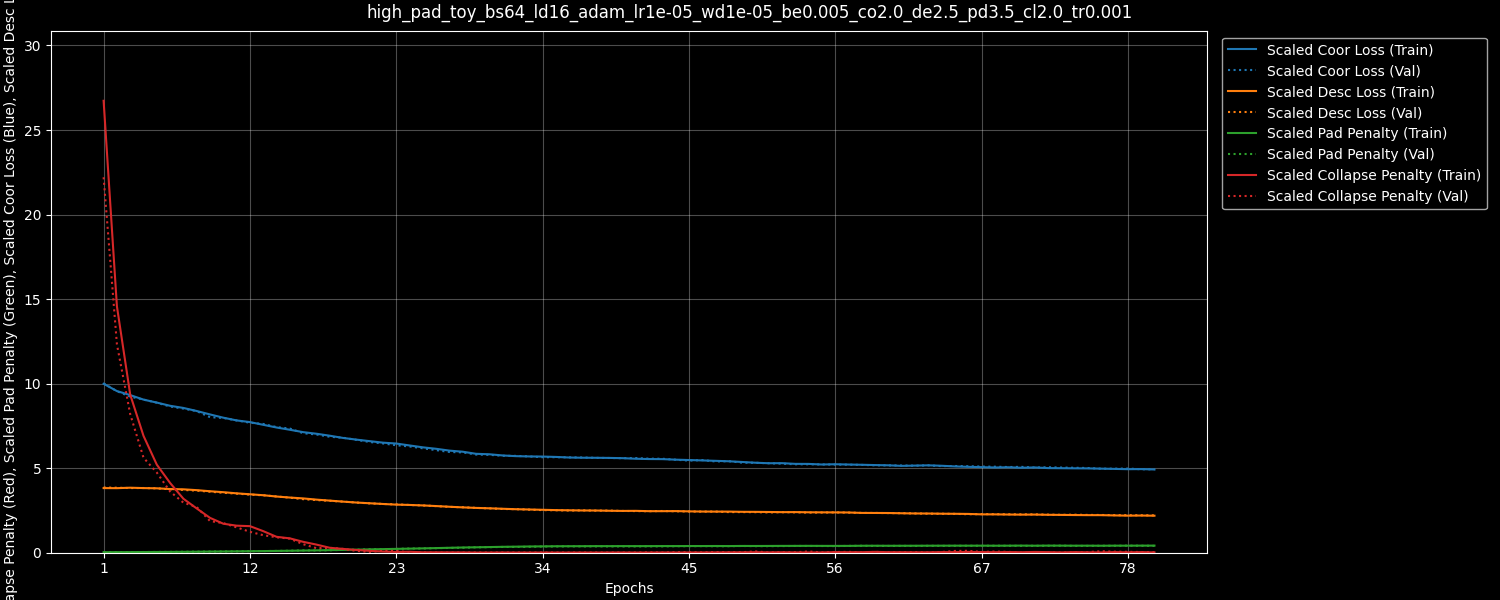 high_pad_toy_bs64_ld16_adam_lr1e-05_wd1e-05_be0.005_co2.0_de2.5_pd3.5_cl2.0_tr0.001
apse Penalty (Red), Scaled Pad Penalty (Green), Scaled Coor Loss (Blue), Scaled Desc L
30
25
20
15
10
5
0
1 12 23 34 45 56 67 78
Epochs
Scaled Coor Loss (Train)
Scaled Coor Loss (Val)
Scaled Desc Loss (Train)
Scaled Desc Loss (Val)
Scaled Pad Penalty (Train)
Scaled Pad Penalty (Val)
Scaled Collapse Penalty (Train)
Scaled Collapse Penalty (Val)